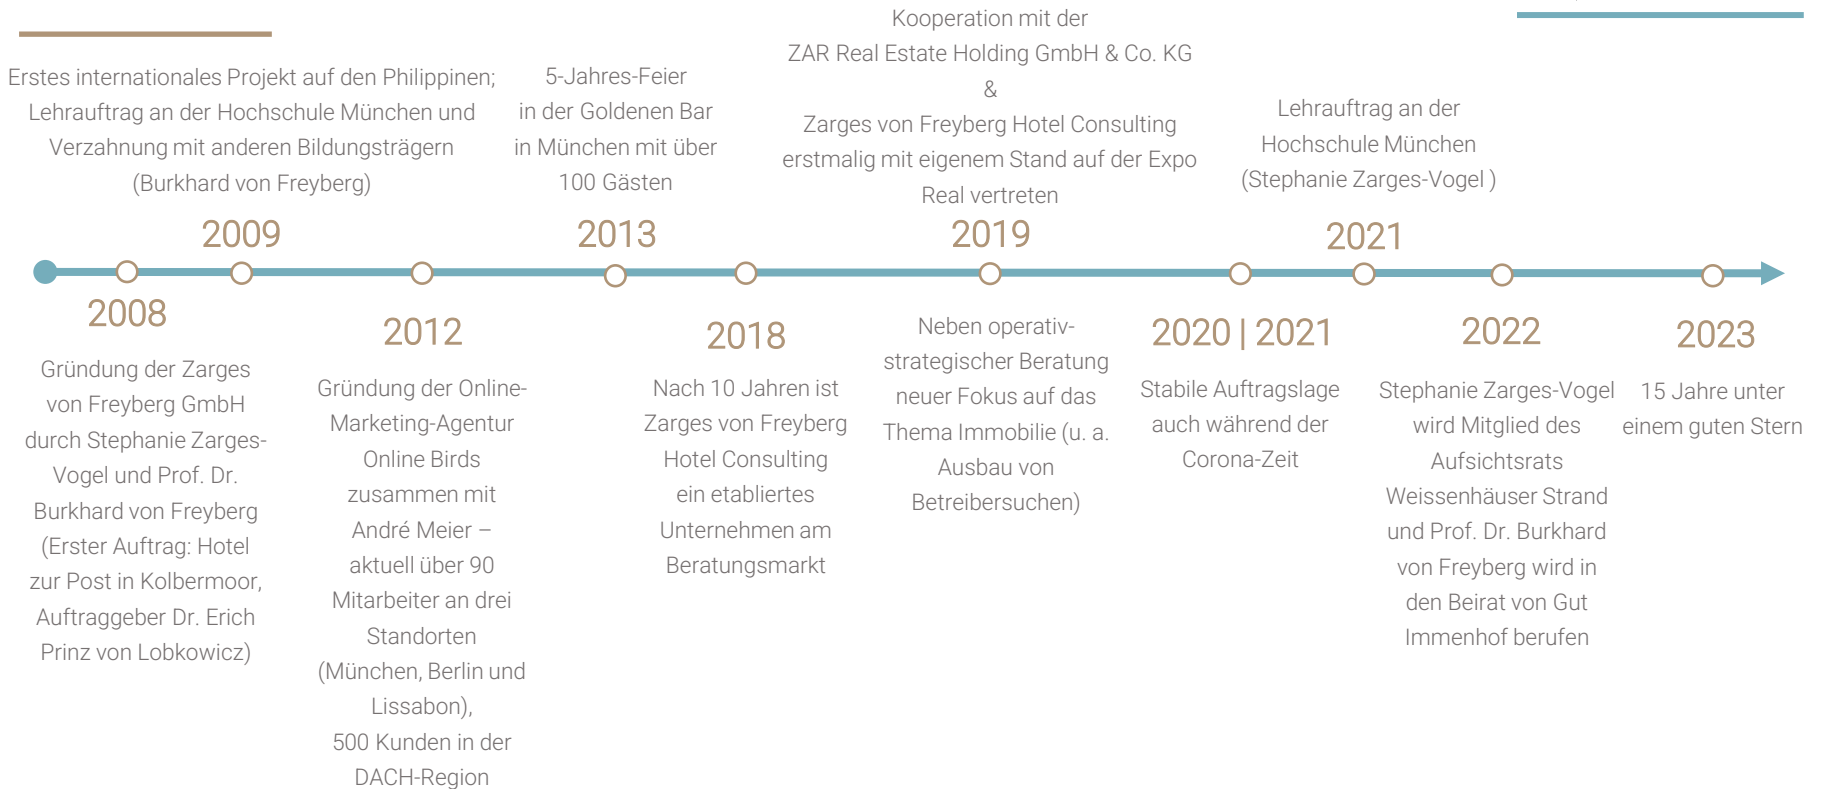 Erstes internationales Projekt auf den Philippinen;
Lehrauftrag an der Hochschule München und
Verzahnung mit anderen Bildungsträgern
(Burkhard von Freyberg)
2009
5-Jahres-Feier
in der Goldenen Bar
in München mit über
100 Gästen
2013
Kooperation mit der
ZAR Real Estate Holding GmbH & Co. KG
&
Zarges von Freyberg Hotel Consulting
erstmalig mit eigenem Stand auf der Expo
Real vertreten
2019
Lehrauftrag an der
Hochschule München
(Stephanie Zarges-Vogel )
2021
2008
Gründung der Zarges
von Freyberg GmbH
durch Stephanie Zarges-
Vogel und Prof. Dr.
Burkhard von Freyberg
(Erster Auftrag: Hotel
zur Post in Kolbermoor,
Auftraggeber Dr. Erich
Prinz von Lobkowicz)
2012
Gründung der Online-
Marketing-Agentur
Online Birds
zusammen mit
André Meier –
aktuell über 90
Mitarbeiter an drei
Standorten
(München, Berlin und
Lissabon),
500 Kunden in der
DACH-Region
2018
Nach 10 Jahren ist
Zarges von Freyberg
Hotel Consulting
ein etabliertes
Unternehmen am
Beratungsmarkt
Neben operativ-
strategischer Beratung
neuer Fokus auf das
Thema Immobilie (u. a.
Ausbau von
Betreibersuchen)
2020 | 2021
Stabile Auftragslage
auch während der
Corona-Zeit
2022
Stephanie Zarges-Vogel
wird Mitglied des
Aufsichtsrats
Weissenhäuser Strand
und Prof. Dr. Burkhard
von Freyberg wird in
den Beirat von Gut
Immenhof berufen
2023
15 Jahre unter
einem guten Stern